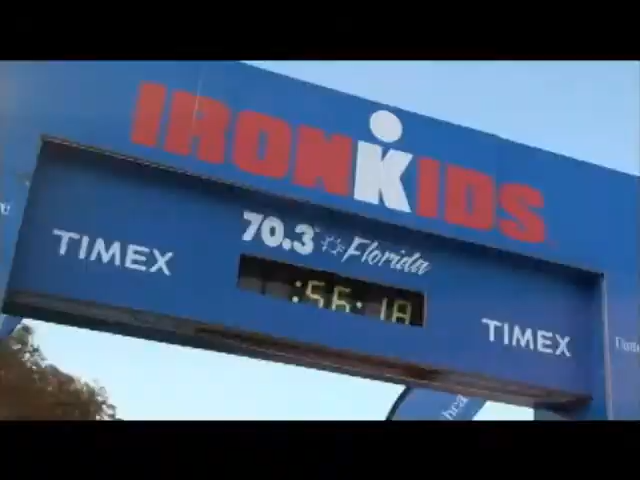 IRONKIDS
70.3 Florida
TIMEX
:56:18
TIMEX